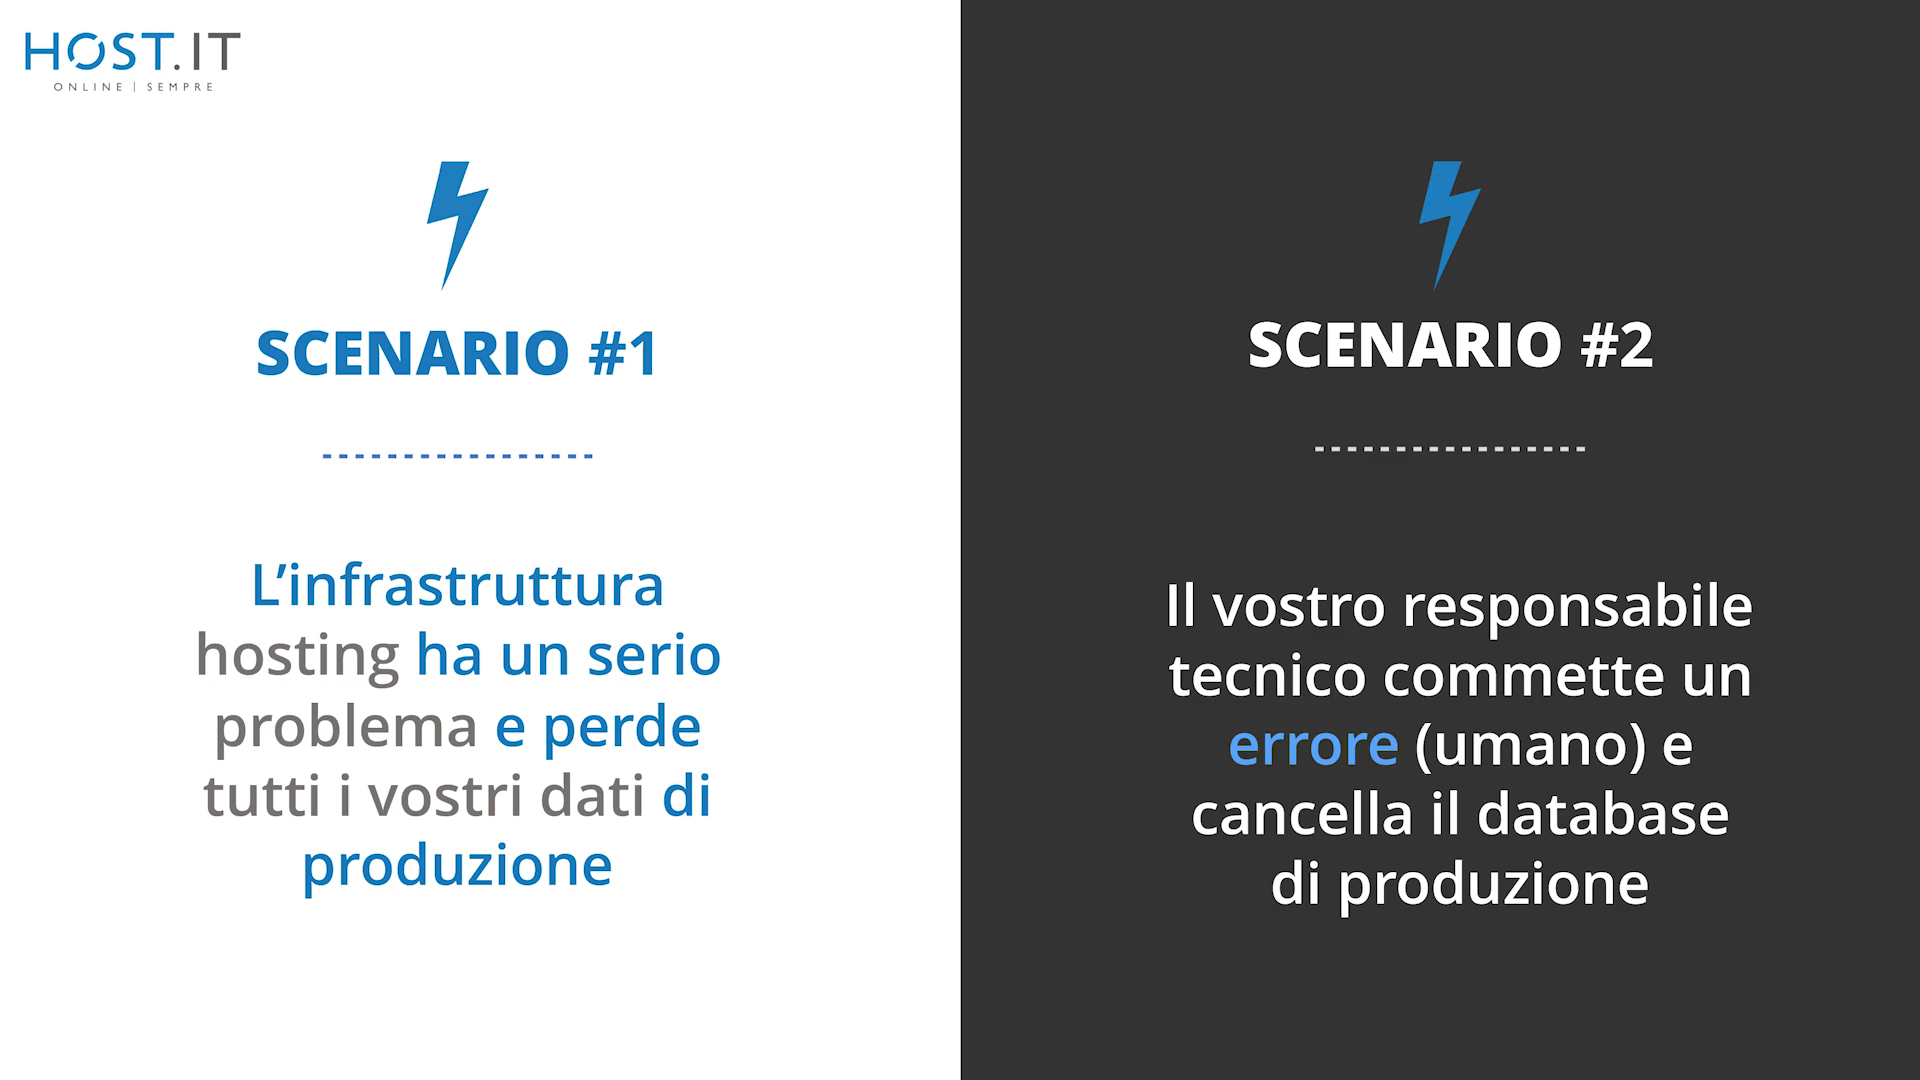 HOST.IT
ONLINE | SEMPRE
SCENARIO #1
L’infrastruttura
hosting ha un serio
problema e perde
tutti i vostri dati di
produzione
SCENARIO #2
Il vostro responsabile
tecnico commette un
errore (umano) e
cancella il database
di produzione